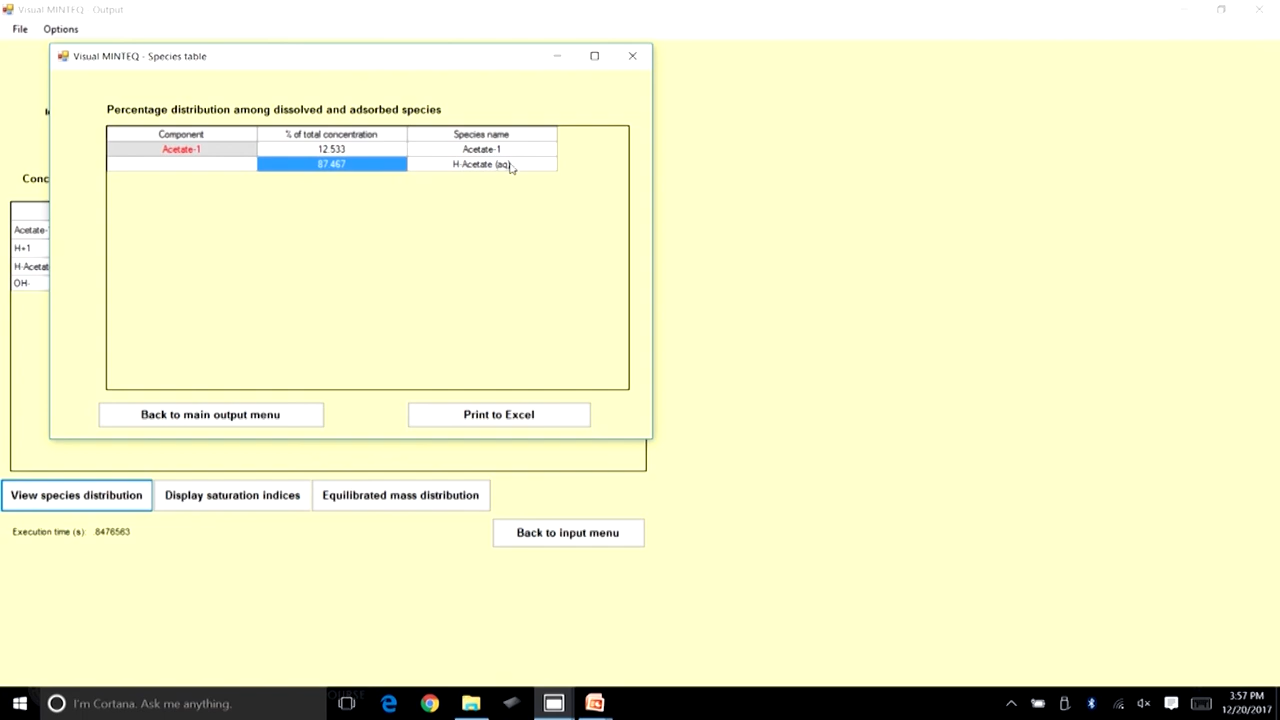 Visual MINTEQ - Output
File Options
Visual MINTEQ - Species table
Percentage distribution among dissolved and adsorbed species
Component % of total concentration Species name
Acetate-1 12.533 Acetate-1
87.467 H-Acetate (aq)
Conc
Acetate-
H+1
H-Acetat
OH-
Back to main output menu Print to Excel
View species distribution Display saturation indices Equilibrated mass distribution
Execution time (s): 8476563
Back to input menu
I'm Cortana. Ask me anything.
3:57 PM
12/20/2017